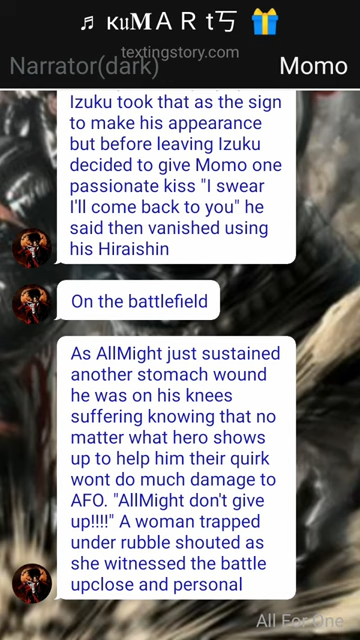 ♬ ĸuMＡＲt丂 🎁
textingstory.com
Narrator(dark)
Momo
Izuku took that as the sign
to make his appearance
but before leaving Izuku
decided to give Momo one
passionate kiss "I swear
I'll come back to you" he
said then vanished using
his Hiraishin
On the battlefield
As AllMight just sustained
another stomach wound
he was on his knees
suffering knowing that no
matter what hero shows
up to help him their quirk
wont do much damage to
AFO. "AllMight don't give
up!!!!" A woman trapped
under rubble shouted as
she witnessed the battle
upclose and personal
All For One